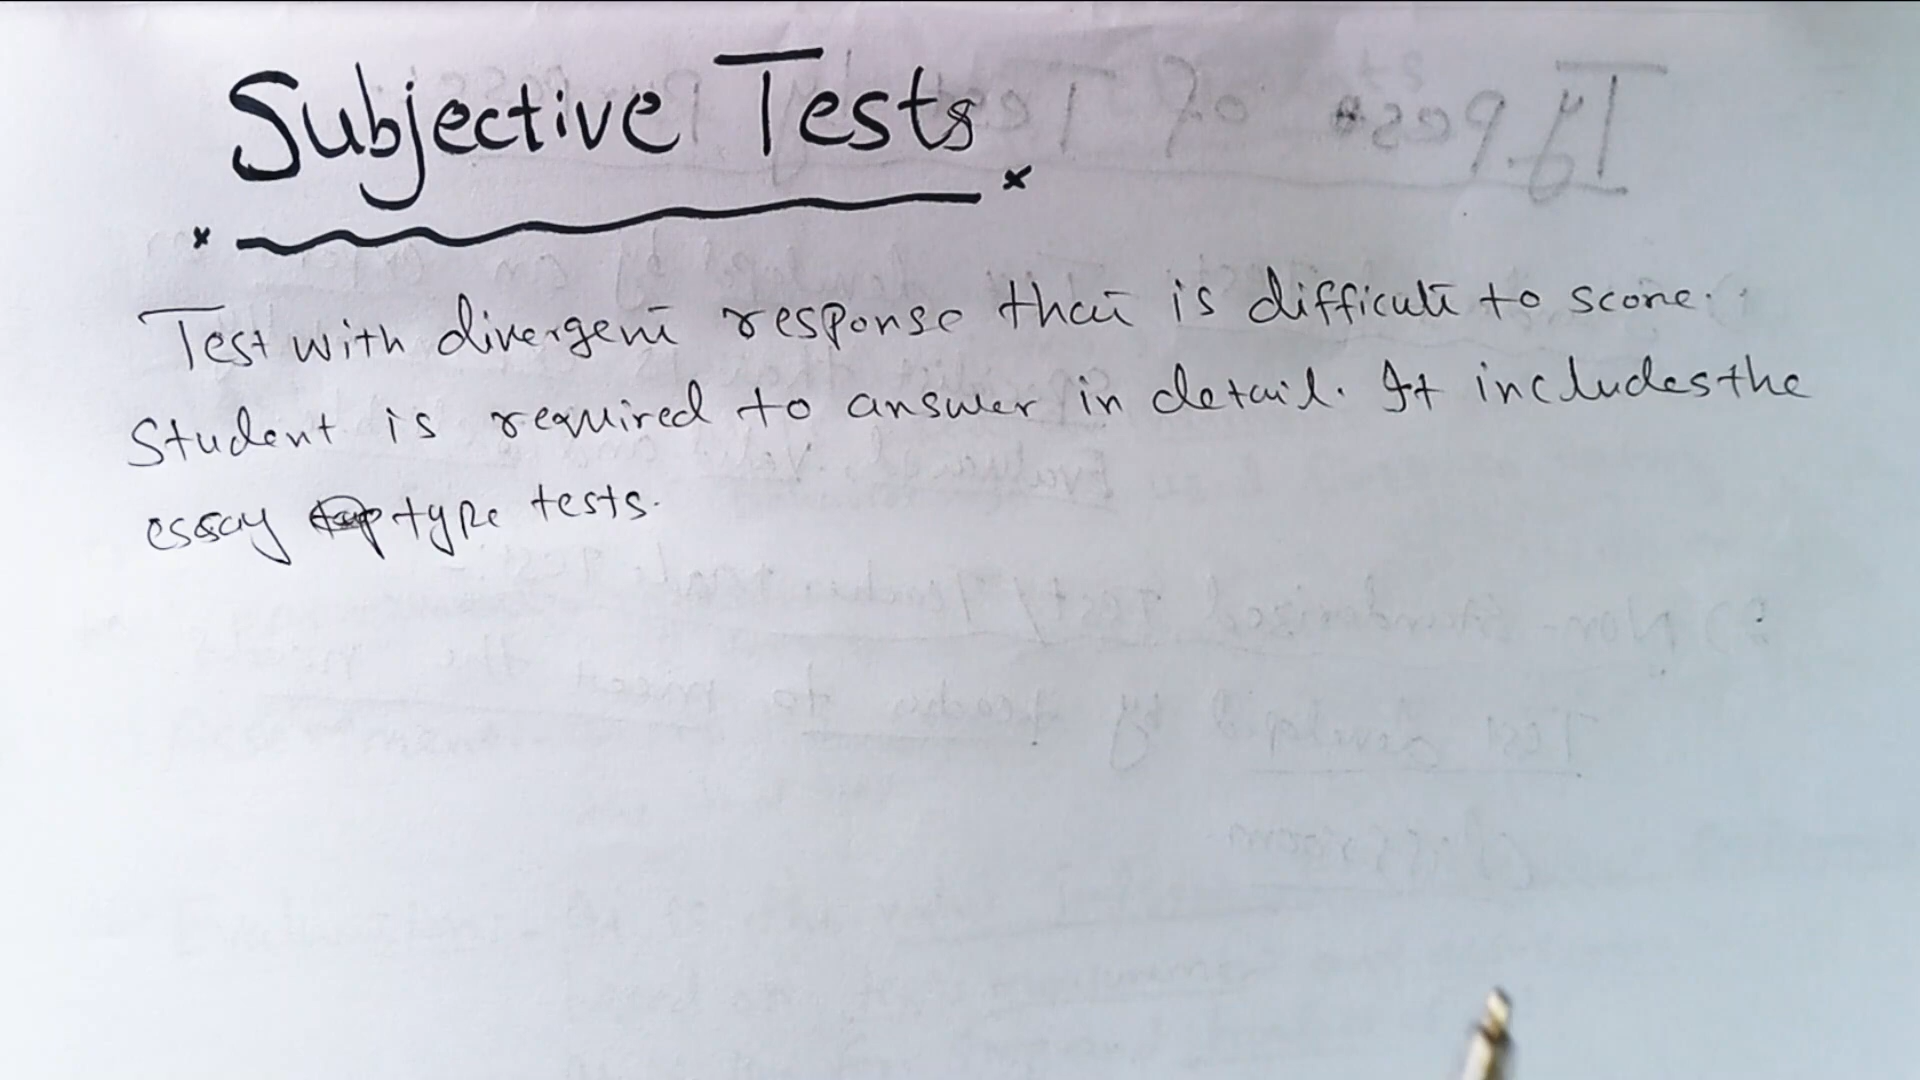 Subjective Tests
Test with divergent response that is difficult to score.
Student is required to answer in detail. It includes the
essay type tests.